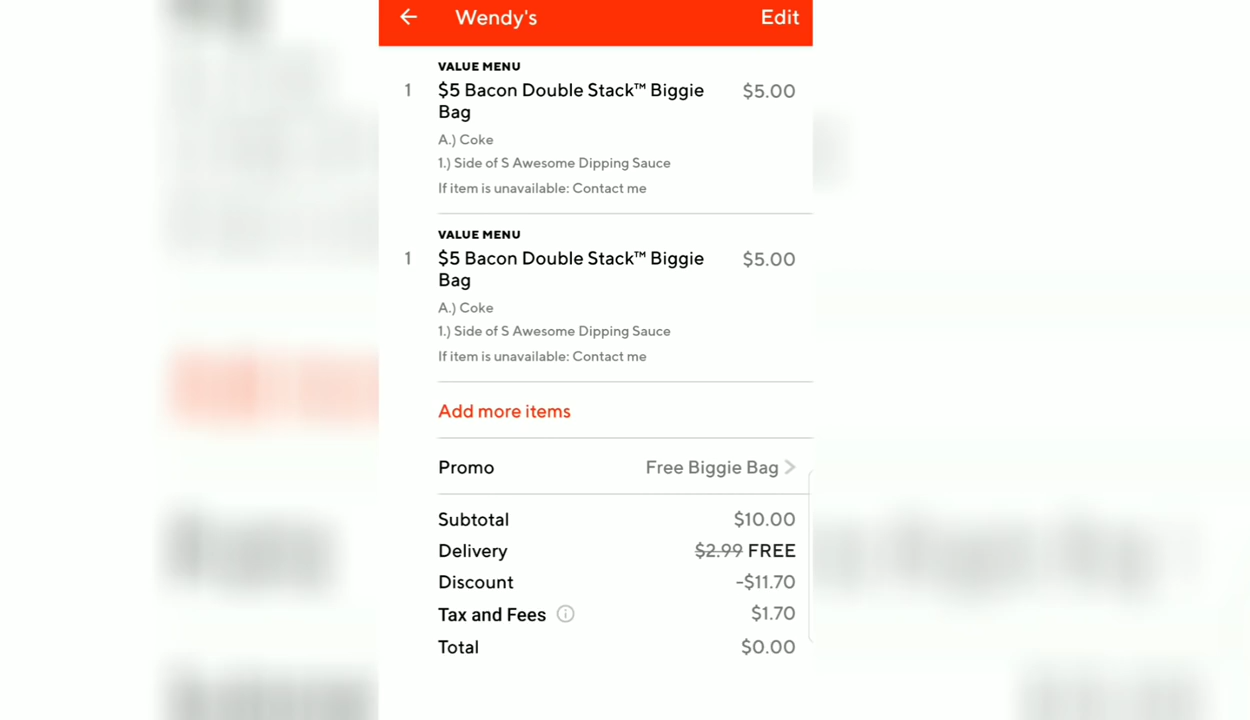 Wendy's Edit
VALUE MENU
1 $5 Bacon Double Stack™ Biggie $5.00
Bag
A.) Coke
1.) Side of S Awesome Dipping Sauce
If item is unavailable: Contact me
VALUE MENU
1 $5 Bacon Double Stack™ Biggie $5.00
Bag
A.) Coke
1.) Side of S Awesome Dipping Sauce
If item is unavailable: Contact me
Add more items
Promo Free Biggie Bag
Subtotal $10.00
Delivery $2.99 FREE
Discount -$11.70
Tax and Fees $1.70
Total $0.00